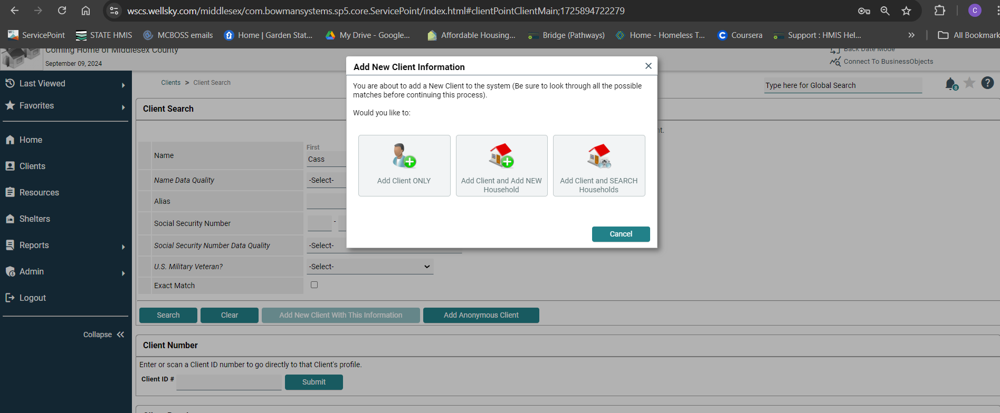 wscs.wellsky.com/middlesex/com.bowmansystems.sp5.core.ServicePoint/index.html#clientPointClientMain;1725894722279
C
ServicePoint
STATE HMIS
MCBOSS emails
Home | Garden Stat...
My Drive - Google...
Affordable Housing...
Bridge (Pathways)
Home - Homeless T...
Coursera
Support : HMIS Hel...
All Bookmark
Coming Home of Middlesex County
September 09, 2024
Back Date Mode
Connect To BusinessObjects
Last Viewed
Favorites
Home
Clients
Resources
Shelters
Reports
Admin
Logout
Collapse
Clients > Client Search
Type here for Global Search
8
?
Client Search
nt.
Name
First
Cass
Name Data Quality
-Select-
Alias
Social Security Number
-
Social Security Number Data Quality
-Select-
U.S. Military Veteran?
-Select-
Exact Match
Search
Clear
Add New Client With This Information
Add Anonymous Client
Client Number
Enter or scan a Client ID number to go directly to that Client's profile.
Client ID #
Submit
Add New Client Information
You are about to add a New Client to the system (Be sure to look through all the possible
matches before continuing this process).
Would you like to:
Add Client ONLY
Add Client and Add NEW
Household
Add Client and SEARCH
Households
Cancel